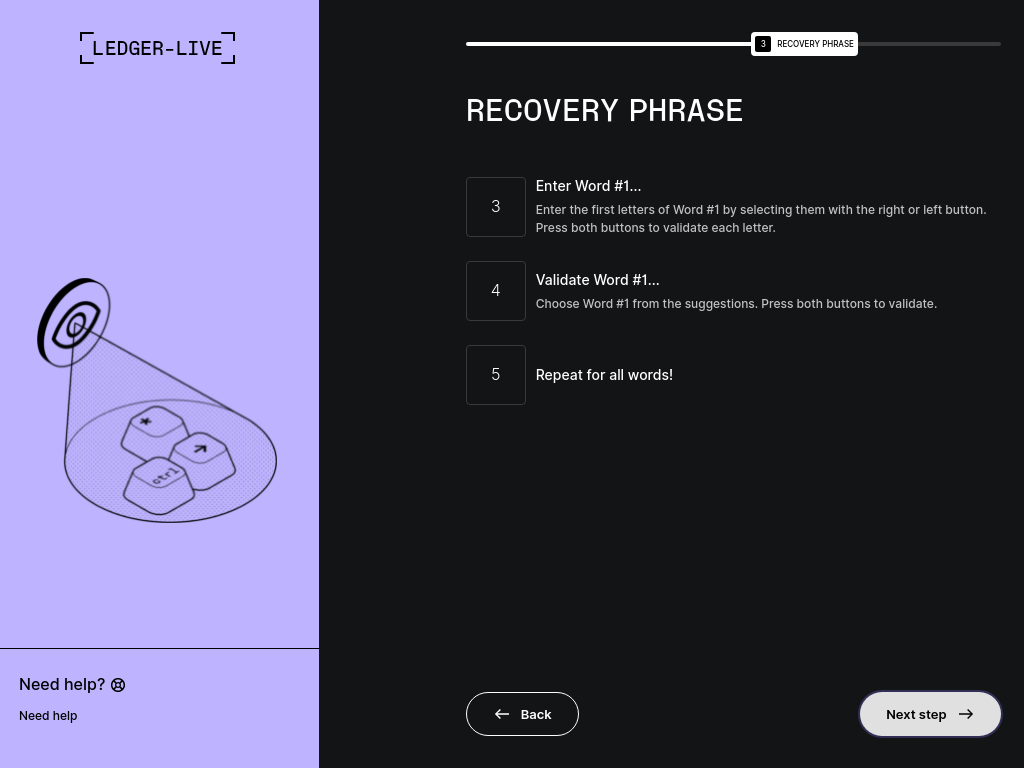 LEDGER-LIVE
3 RECOVERY PHRASE
RECOVERY PHRASE
3
Enter Word #1...
Enter the first letters of Word #1 by selecting them with the right or left button.
Press both buttons to validate each letter.
4
Validate Word #1...
Choose Word #1 from the suggestions. Press both buttons to validate.
5
Repeat for all words!
*
ctrl
Need help?
Need help
Back
Next step